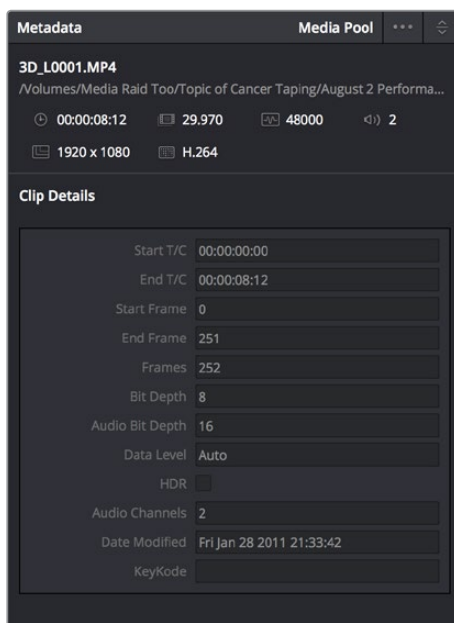 Metadata Media Pool •••
3D_L0001.MP4
/Volumes/Media Raid Too/Topic of Cancer Taping/August 2 Performa...
00:00:08:12 29.970 48000 2
1920 x 1080 H.264
Clip Details
Start T/C 00:00:00:00
End T/C 00:00:08:12
Start Frame 0
End Frame 251
Frames 252
Bit Depth 8
Audio Bit Depth 16
Data Level Auto
HDR
Audio Channels 2
Date Modified Fri Jan 28 2011 21:33:42
KeyKode